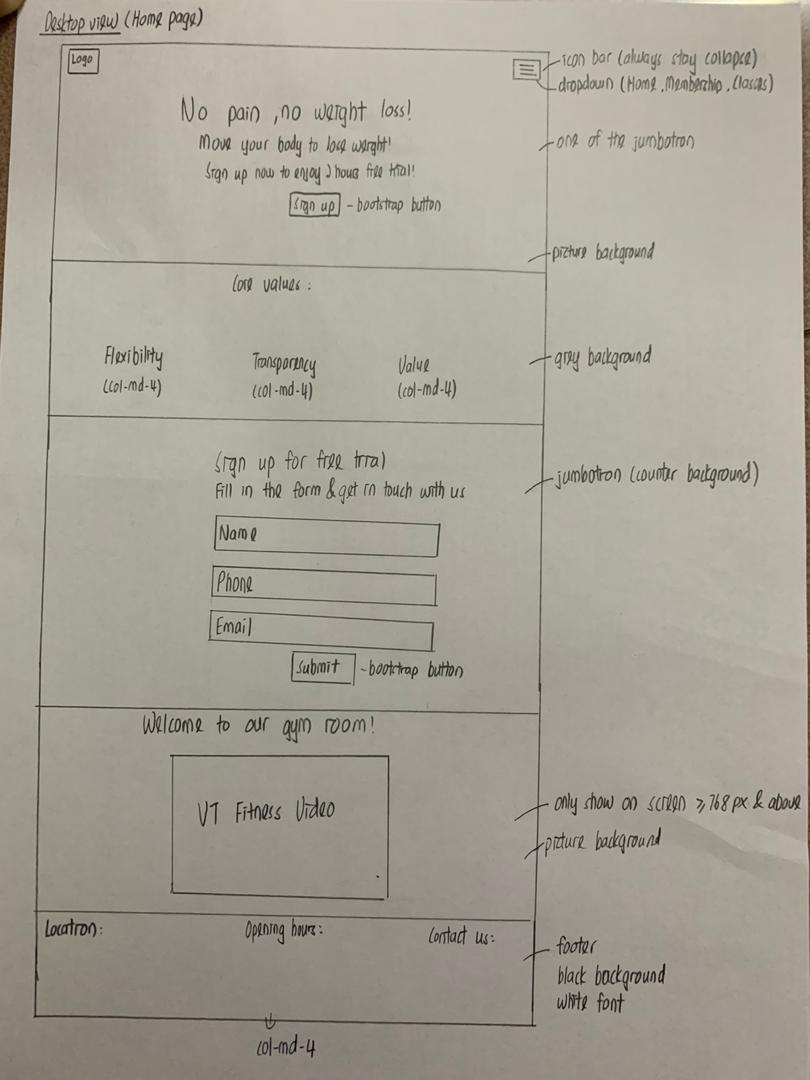 Desktop view (Home page)
Logo
icon bar (always stay collapse)
dropdown (Home, Membership, Classes)
No pain, no weight loss!
Move your body to lose weight!
one of the jumbotron
Sign up now to enjoy 2 hours free trial!
Sign up - bootstrap button
picture background
Core values:
Flexibility
(col-md-4)
Transparency
(col-md-4)
Value
(col-md-4)
grey background
Sign up for free trial
Fill in the form & get in touch with us
jumbotron (counter background)
Name
Phone
Email
Submit - bootstrap button
Welcome to our gym room!
VT Fitness Video
only show on screen ≥768 px & above
picture background
Location:
Opening hours:
Contact us:
footer
black background
white font
col-md-4